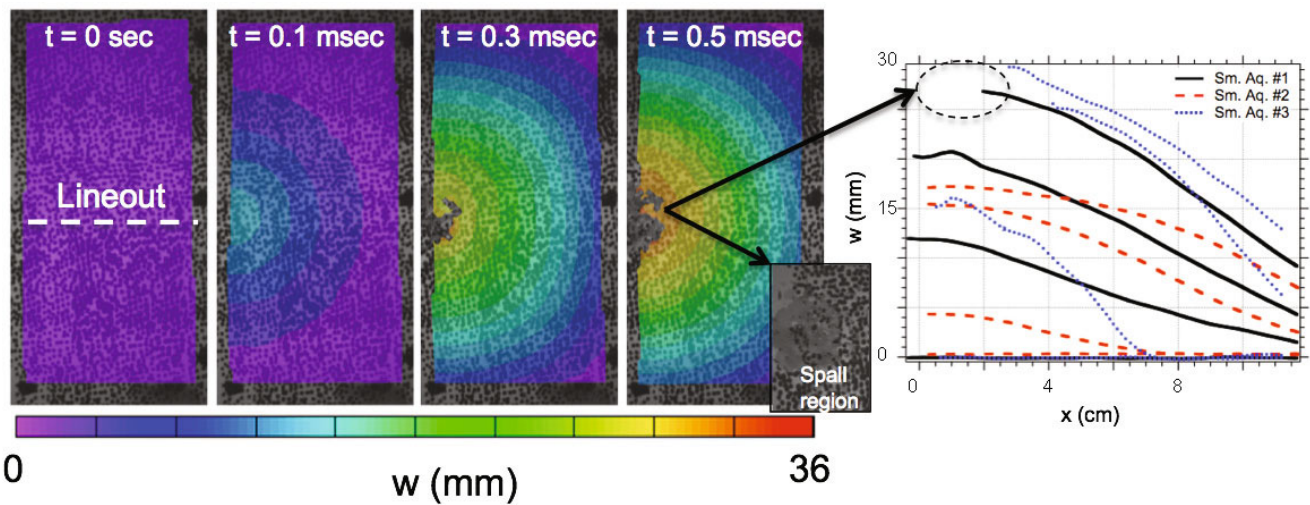 t = 0 sec
t = 0.1 msec
t = 0.3 msec
t = 0.5 msec
Lineout
Spall
region
0
36
w (mm)
30
15
0
w (mm)
Sm. Aq. #1
Sm. Aq. #2
Sm. Aq. #3
0
4
8
x (cm)